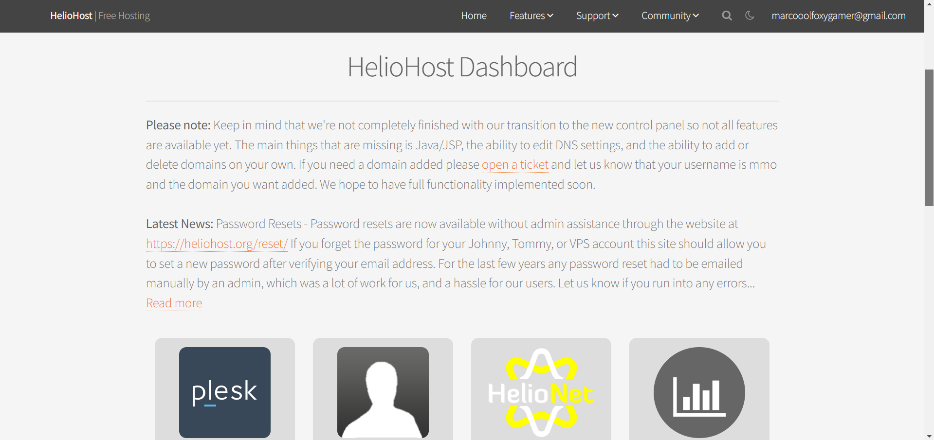 HelioHost | Free Hosting
Home Features Support Community marcooolfoxygamer@gmail.com
HelioHost Dashboard
Please note: Keep in mind that we're not completely finished with our transition to the new control panel so not all features
are available yet. The main things that are missing is Java/JSP, the ability to edit DNS settings, and the ability to add or
delete domains on your own. If you need a domain added please open a ticket and let us know that your username is mmo
and the domain you want added. We hope to have full functionality implemented soon.
Latest News: Password Resets - Password resets are now available without admin assistance through the website at
https://heliohost.org/reset/ If you forget the password for your Johnny, Tommy, or VPS account this site should allow you
to set a new password after verifying your email address. For the last few years any password reset had to be emailed
manually by an admin, which was a lot of work for us, and a hassle for our users. Let us know if you run into any errors...
Read more
plesk
HelioNet